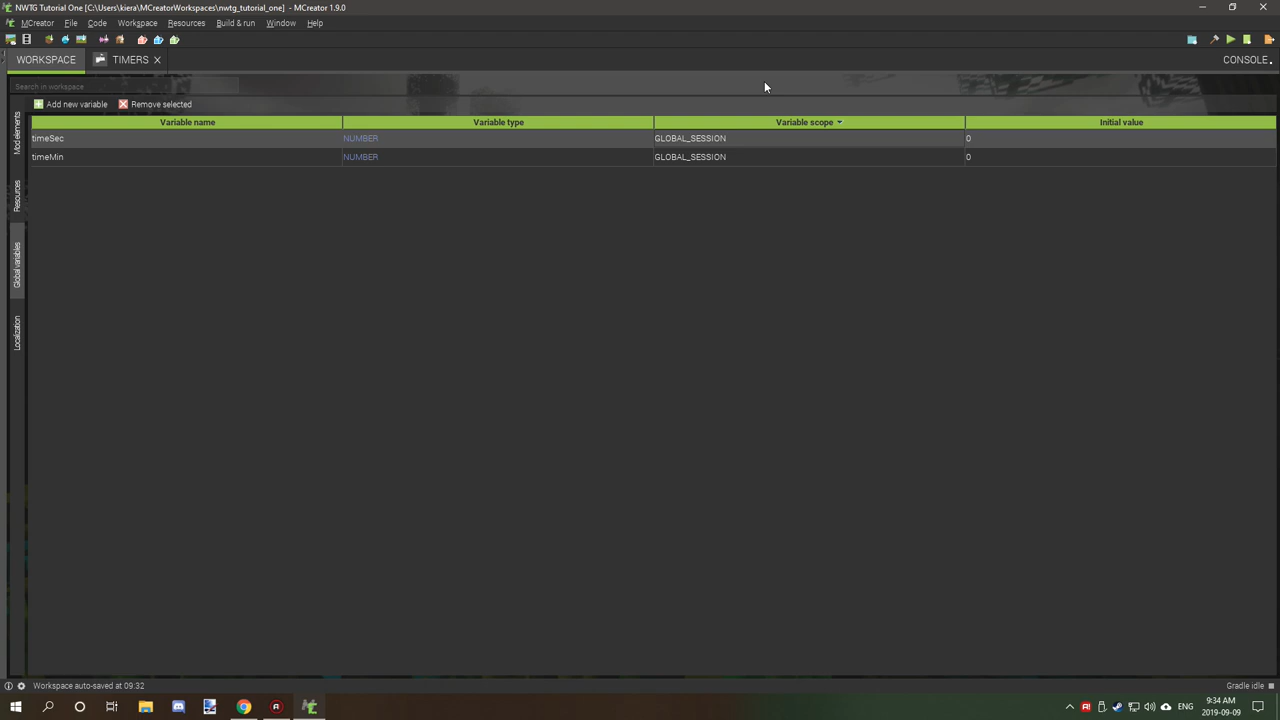 NWTG Tutorial One [C:\Users\kiera\MCreatorWorkspaces\nwtg_tutorial_one] - MCreator 1.9.0
MCreator File Code Workspace Resources Build & run Window Help
WORKSPACE TIMERS CONSOLE
Search in workspace
Add new variable Remove selected
Variable name Variable type Variable scope Initial value
timeSec NUMBER GLOBAL_SESSION 0
timeMin NUMBER GLOBAL_SESSION 0
Mod elements
Resources
Global variables
Localization
Workspace auto-saved at 09:32 Gradle idle
ENG 9:34 AM
2019-09-09